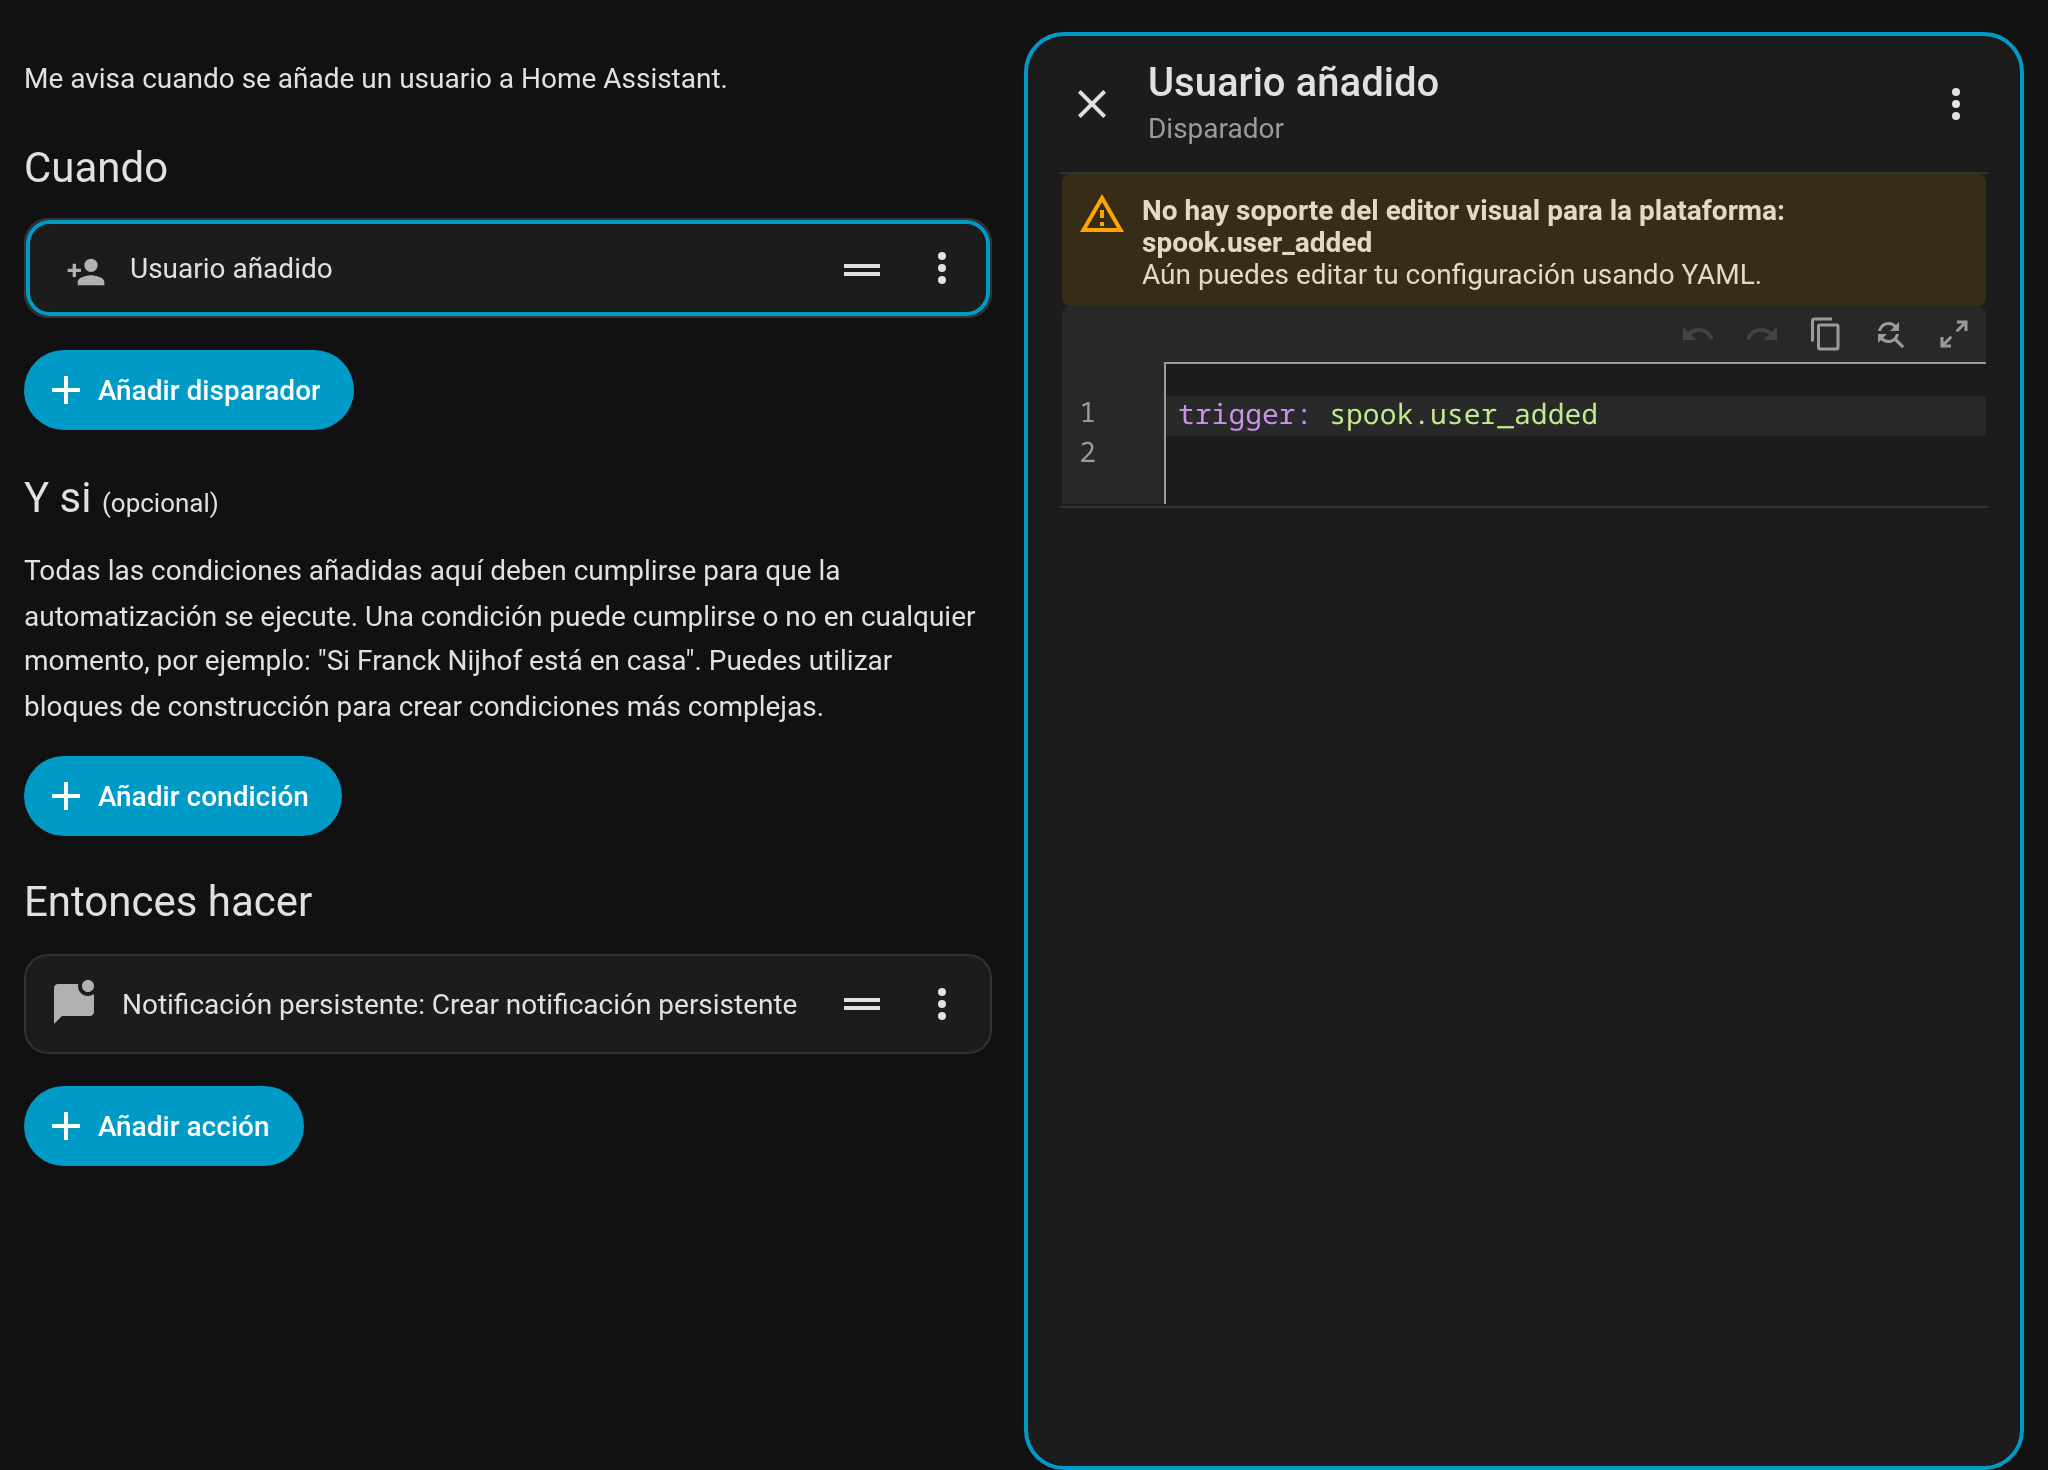 Me avisa cuando se añade un usuario a Home Assistant.
Cuando
Usuario añadido
Añadir disparador
Y si (opcional)
Todas las condiciones añadidas aquí deben cumplirse para que la
automatización se ejecute. Una condición puede cumplirse o no en cualquier
momento, por ejemplo: "Si Franck Nijhof está en casa". Puedes utilizar
bloques de construcción para crear condiciones más complejas.
Añadir condición
Entonces hacer
Notificación persistente: Crear notificación persistente
Añadir acción
Usuario añadido
Disparador
No hay soporte del editor visual para la plataforma:
spook.user_added
Aún puedes editar tu configuración usando YAML.
1 trigger: spook.user_added
2